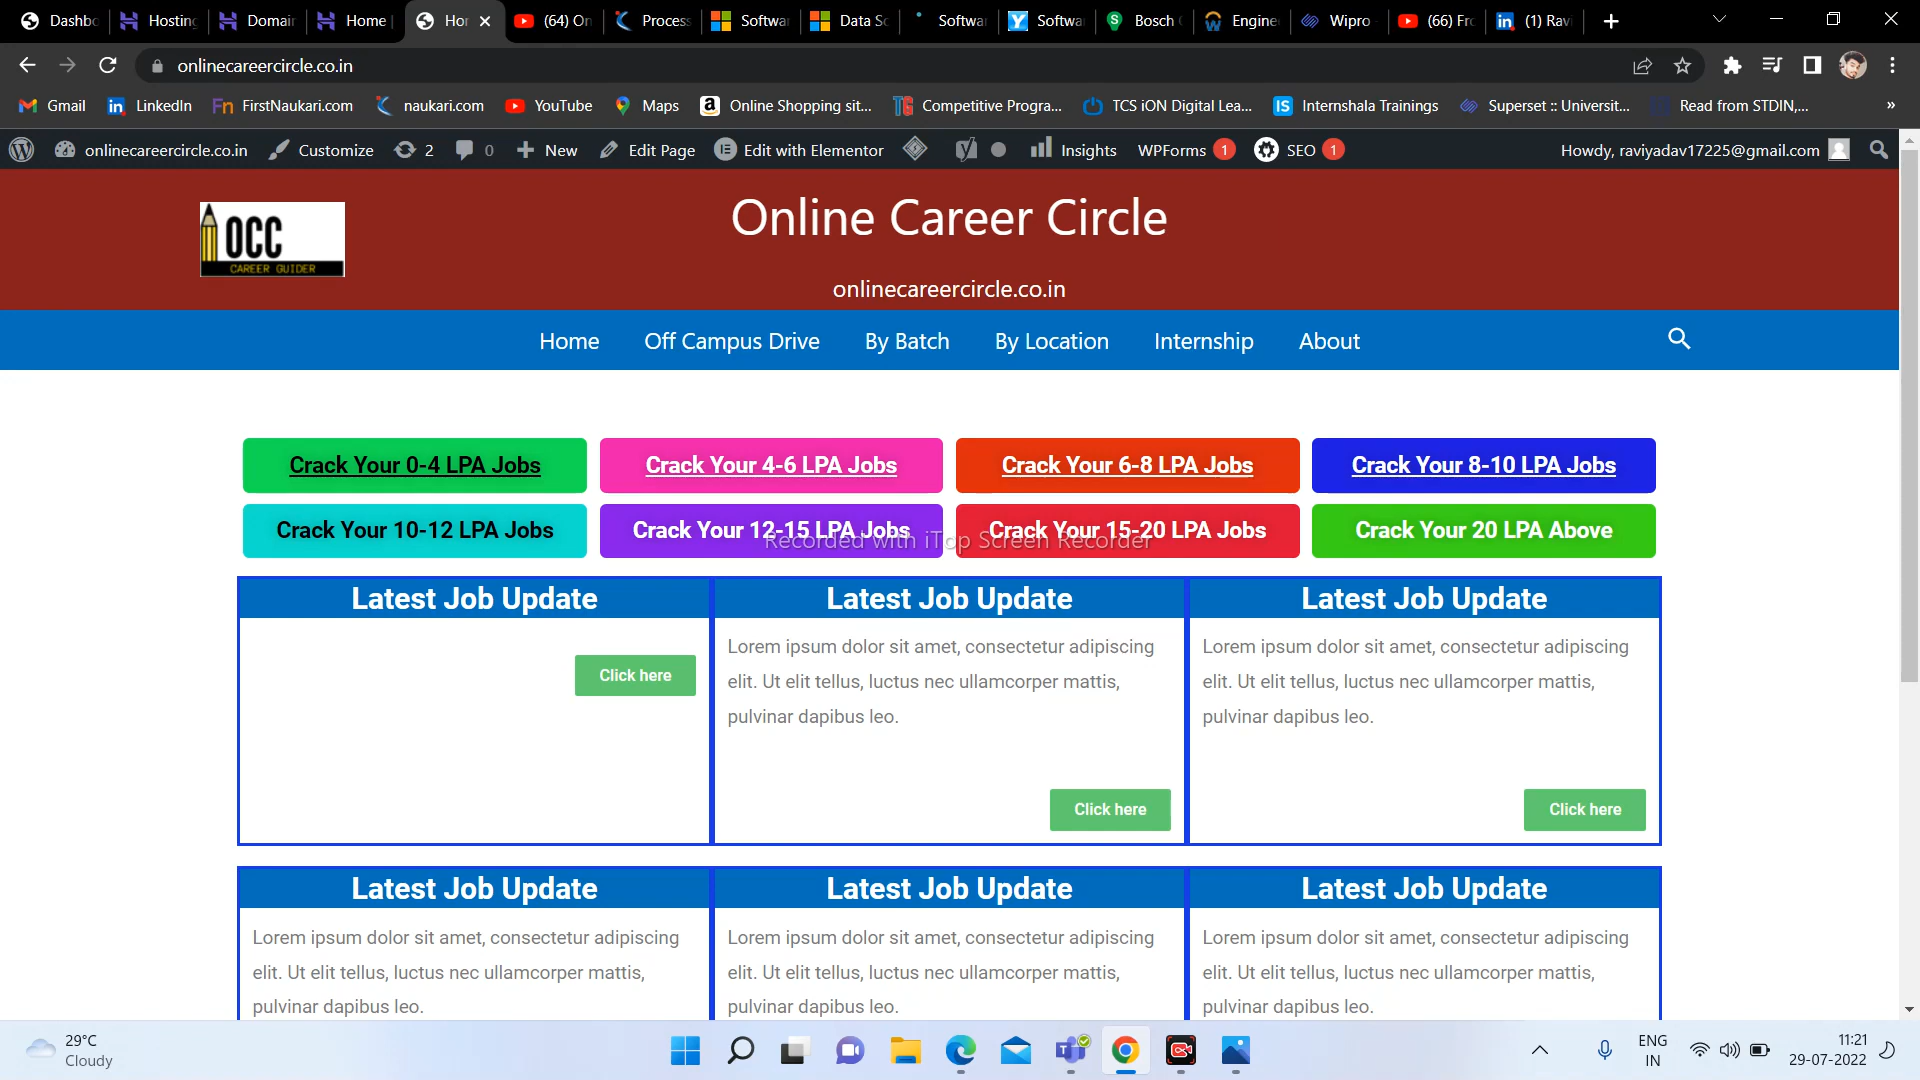 Dashbo Hosting Domain Home Hor (64) On Process Softwar Data Sc Softwar Softwar Bosch Engine Wipro (66) Fr (1) Rav
onlinecareercircle.co.in
Gmail LinkedIn FirstNaukari.com naukari.com YouTube Maps Online Shopping sit... Competitive Progra... TCS iON Digital Lea... Internshala Trainings Superset :: Universit... Read from STDIN,... »
onlinecareercircle.co.in Customize 2 0 New Edit Page Edit with Elementor Insights WPForms 1 SEO 1 Howdy, raviyadav17225@gmail.com
OCC
CAREER GUIDER
Online Career Circle
onlinecareercircle.co.in
Home Off Campus Drive By Batch By Location Internship About
Crack Your 0-4 LPA Jobs Crack Your 4-6 LPA Jobs Crack Your 6-8 LPA Jobs Crack Your 8-10 LPA Jobs
Crack Your 10-12 LPA Jobs Crack Your 12-15 LPA Jobs Crack Your 15-20 LPA Jobs Crack Your 20 LPA Above
Recorded with iTop Screen Recorder
Latest Job Update Latest Job Update Latest Job Update
Lorem ipsum dolor sit amet, consectetur adipiscing Lorem ipsum dolor sit amet, consectetur adipiscing
Click here elit. Ut elit tellus, luctus nec ullamcorper mattis, elit. Ut elit tellus, luctus nec ullamcorper mattis,
pulvinar dapibus leo. pulvinar dapibus leo.
Click here Click here
Latest Job Update Latest Job Update Latest Job Update
Lorem ipsum dolor sit amet, consectetur adipiscing Lorem ipsum dolor sit amet, consectetur adipiscing Lorem ipsum dolor sit amet, consectetur adipiscing
elit. Ut elit tellus, luctus nec ullamcorper mattis, elit. Ut elit tellus, luctus nec ullamcorper mattis, elit. Ut elit tellus, luctus nec ullamcorper mattis,
pulvinar dapibus leo. pulvinar dapibus leo. pulvinar dapibus leo.
29°C ENG 11:21
Cloudy IN 29-07-2022